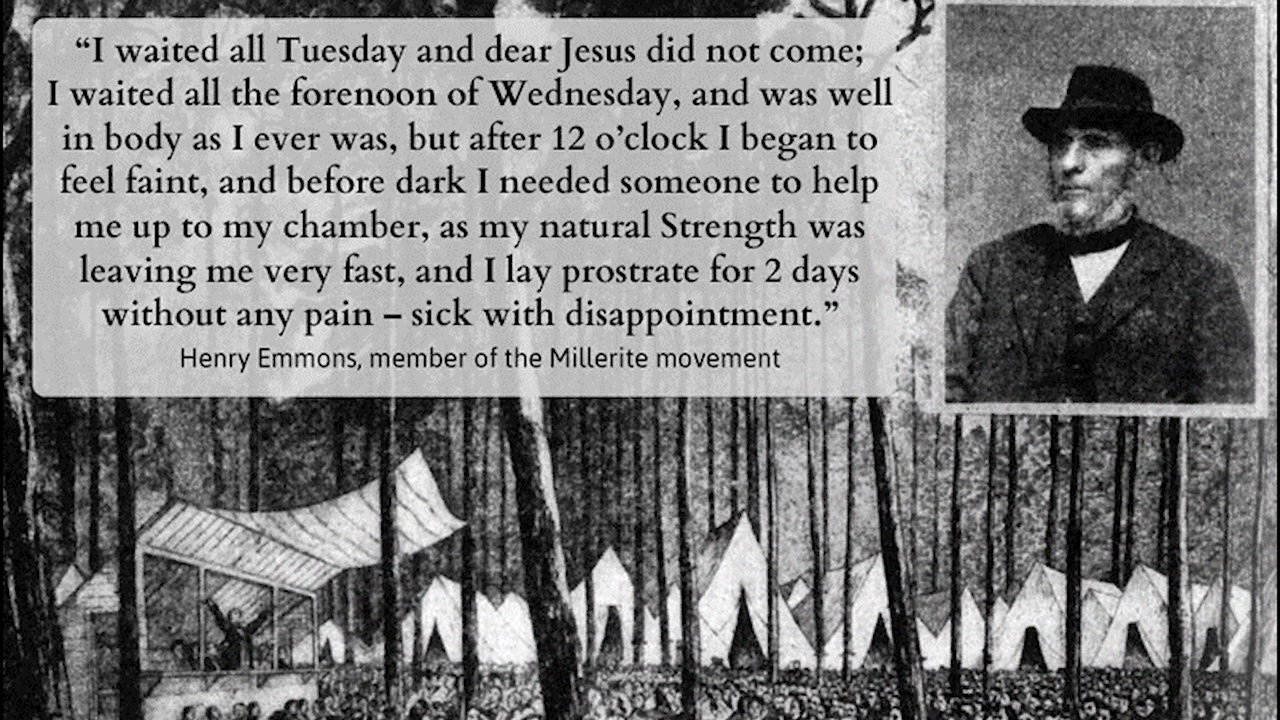 “I waited all Tuesday and dear Jesus did not come;
I waited all the forenoon of Wednesday, and was well
in body as I ever was, but after 12 o’clock I began to
feel faint, and before dark I needed someone to help
me up to my chamber, as my natural Strength was
leaving me very fast, and I lay prostrate for 2 days
without any pain – sick with disappointment.”
Henry Emmons, member of the Millerite movement